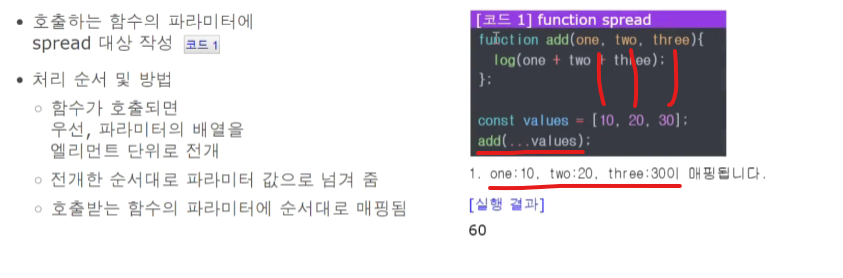 • 호출하는 함수의 파라미터에
spread 대상 작성 코드 1
• 처리 순서 및 방법
○ 함수가 호출되면
우선, 파라미터의 배열을
엘리먼트 단위로 전개
○ 전개한 순서대로 파라미터 값으로 넘겨 줌
○ 호출받는 함수의 파라미터에 순서대로 매핑됨
[코드 1] function spread
function add(one, two, three){
log(one + two + three);
};
const values = [10, 20, 30];
add(...values);
1. one:10, two:20, three:30이 매핑됩니다.
[실행 결과]
60